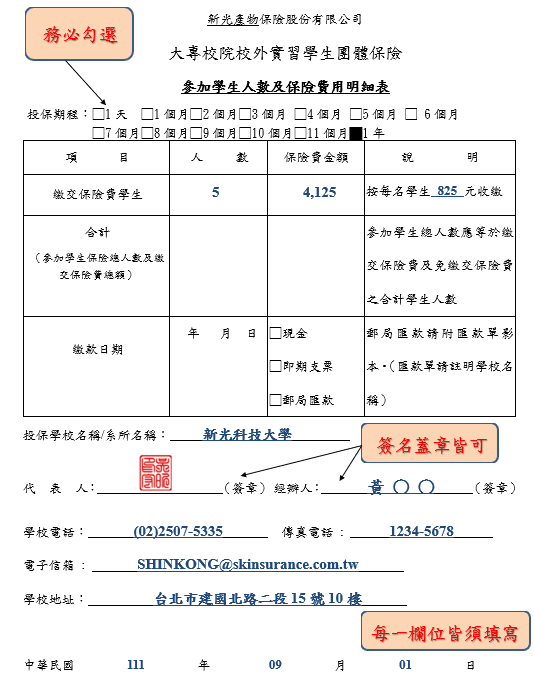 新光產物保險股份有限公司
務必勾選
大專校院校外實習學生團體保險
參加學生人數及保險費用明細表
投保期程：□1天 □1個月□2個月□3個月 □4個月 □5個月 □ 6個月
□7個月□8個月□9個月□10個月□11個月■1年
項 目 人 數 保險費金額 說 明
繳交保險費學生 5 4,125 按每名學生 825 元收繳
合計
（參加學生保險總人數及繳
交保險費總額）
參加學生總人數應等於繳
交保險費及免繳交保險費
之合計學生人數
繳款日期
年 月 日
□現金
□即期支票
□郵局匯款
郵局匯款請附匯款單影
本。（匯款單請註明學校名
稱）
投保學校名稱/系所名稱： 新光科技大學
簽名蓋章皆可
代 表 人： （簽章） 經辦人： 黃 ○ ○ （簽章）
學校電話： (02)2507-5335 傳真電話： 1234-5678
電子信箱： SHINKONG@skinsurance.com.tw
學校地址： 台北市建國北路二段15號10樓
每一欄位皆須填寫
中華民國 111 年 09 月 01 日